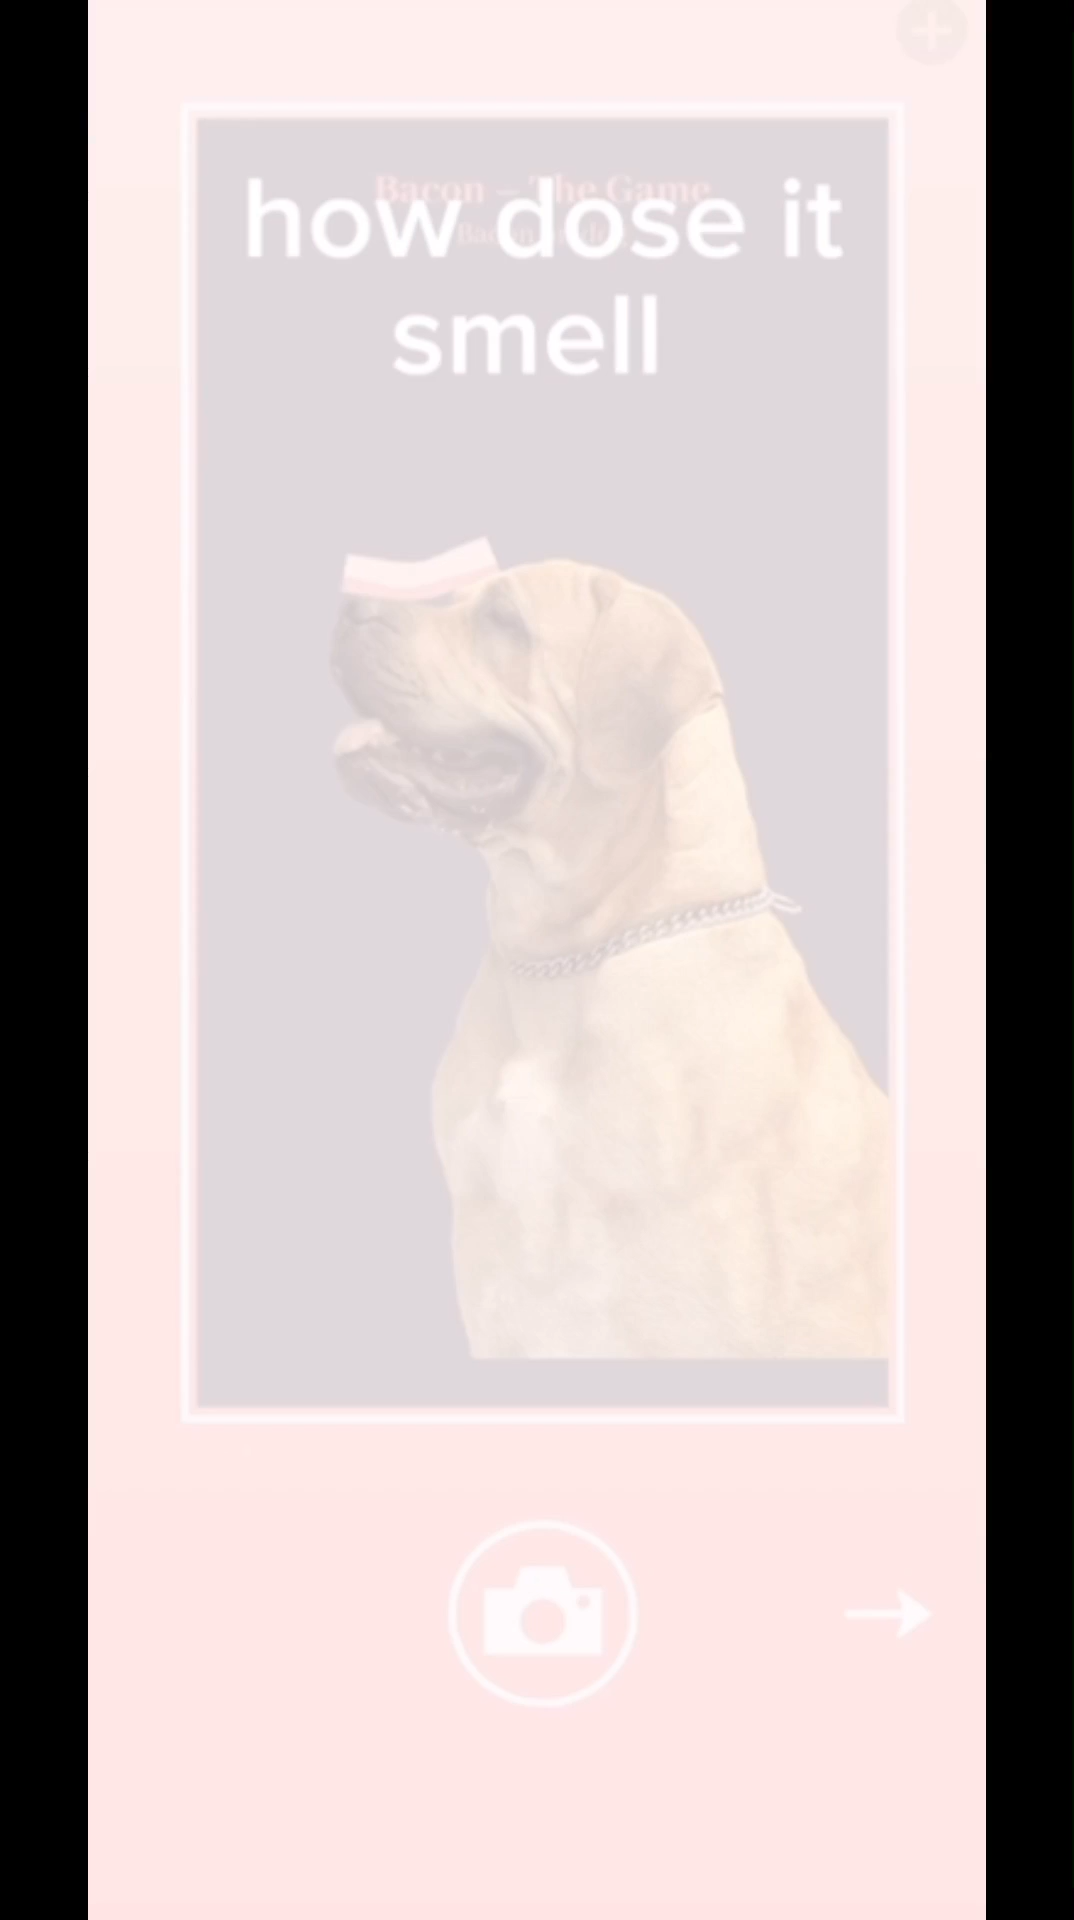 Bacon – The Game
how dose it
smell